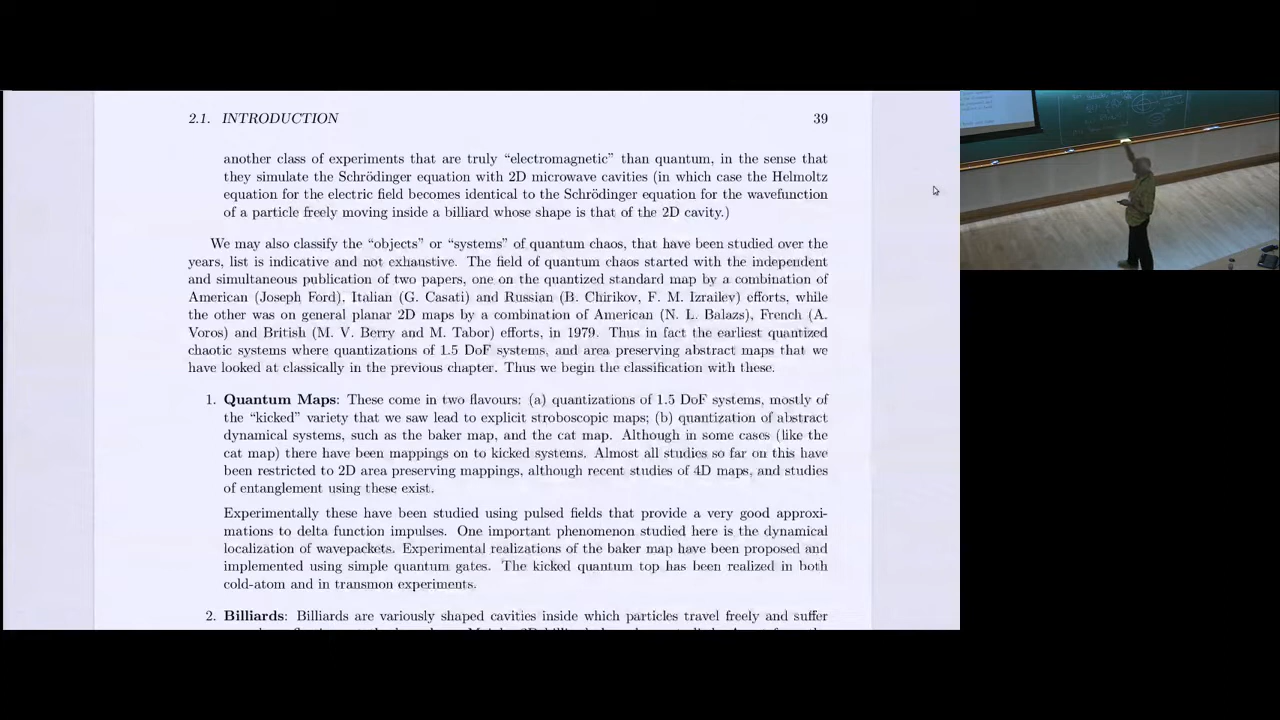 2.1. INTRODUCTION 39
another class of experiments that are truly “electromagnetic” than quantum, in the sense that
they simulate the Schrödinger equation with 2D microwave cavities (in which case the Helmoltz
equation for the electric field becomes identical to the Schrödinger equation for the wavefunction
of a particle freely moving inside a billiard whose shape is that of the 2D cavity.)
We may also classify the “objects” or “systems” of quantum chaos, that have been studied over the
years, list is indicative and not exhaustive. The field of quantum chaos started with the independent
and simultaneous publication of two papers, one on the quantized standard map by a combination of
American (Joseph Ford), Italian (G. Casati) and Russian (B. Chirikov, F. M. Izrailev) efforts, while
the other was on general planar 2D maps by a combination of American (N. L. Balazs), French (A.
Voros) and British (M. V. Berry and M. Tabor) efforts, in 1979. Thus in fact the earliest quantized
chaotic systems where quantizations of 1.5 DoF systems, and area preserving abstract maps that we
have looked at classically in the previous chapter. Thus we begin the classification with these.
1. Quantum Maps: These come in two flavours: (a) quantizations of 1.5 DoF systems, mostly of
the “kicked” variety that we saw lead to explicit stroboscopic maps; (b) quantization of abstract
dynamical systems, such as the baker map, and the cat map. Although in some cases (like the
cat map) there have been mappings on to kicked systems. Almost all studies so far on this have
been restricted to 2D area preserving mappings, although recent studies of 4D maps, and studies
of entanglement using these exist.
Experimentally these have been studied using pulsed fields that provide a very good approxi-
mations to delta function impulses. One important phenomenon studied here is the dynamical
localization of wavepackets. Experimental realizations of the baker map have been proposed and
implemented using simple quantum gates. The kicked quantum top has been realized in both
cold-atom and in transmon experiments.
2. Billiards: Billiards are variously shaped cavities inside which particles travel freely and suffer